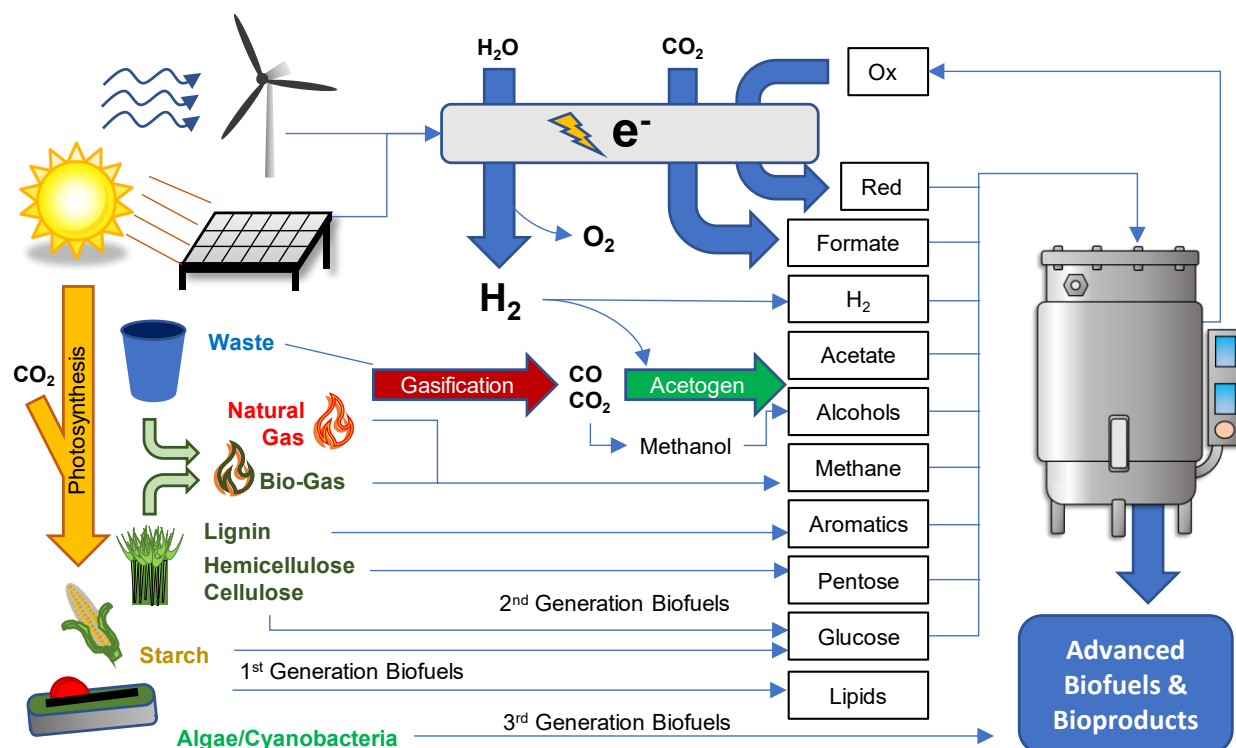 H₂O
CO₂
Ox
e⁻
Red
O₂
Formate
H₂
H₂
Waste
Acetate
CO₂
Photosynthesis
Gasification
CO
CO₂
Acetogen
Natural
Gas
Alcohols
Methanol
Bio-Gas
Methane
Lignin
Aromatics
Hemicellulose
Cellulose
Pentose
2nd Generation Biofuels
Glucose
Starch
1st Generation Biofuels
Lipids
Advanced
Biofuels &
Bioproducts
3rd Generation Biofuels
Algae/Cyanobacteria